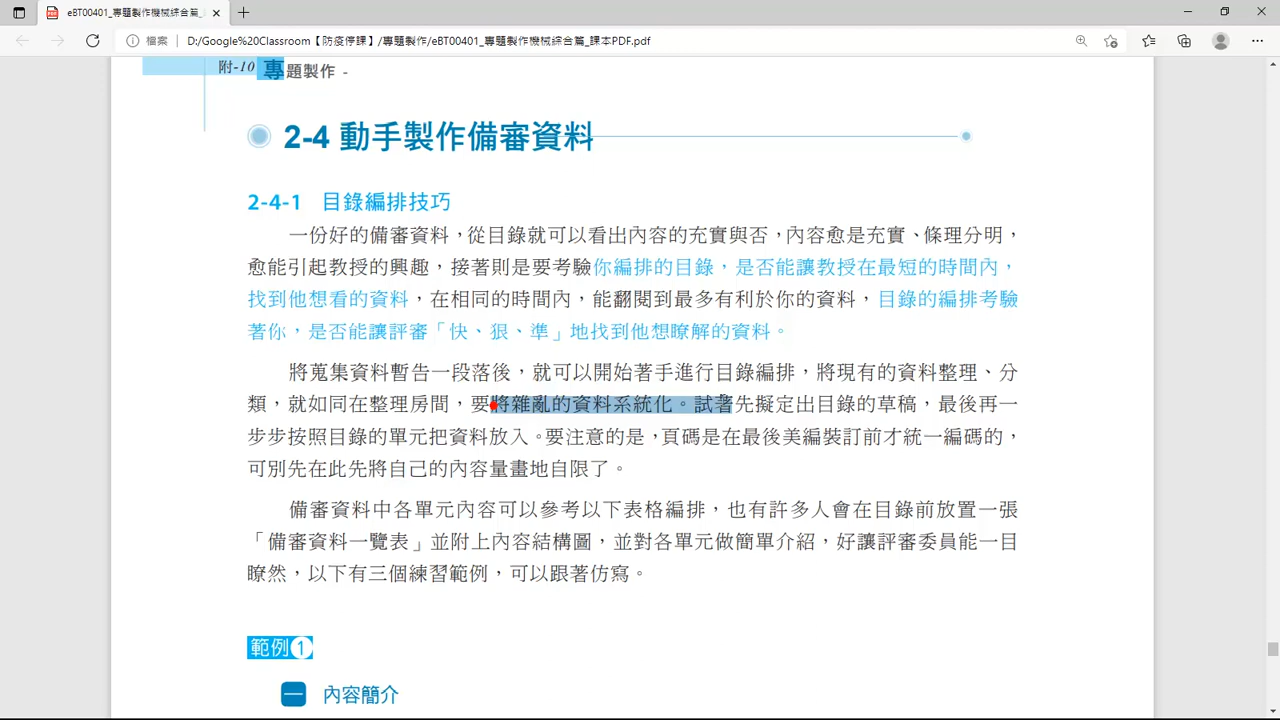 eBT00401_專題製作機械綜合篇_
檔案
D:/Google%20Classroom【防疫停課】/專題製作/eBT00401_專題製作機械綜合篇_課本PDF.pdf
附-10 專題製作 -
2-4 動手製作備審資料
2-4-1 目錄編排技巧
一份好的備審資料，從目錄就可以看出內容的充實與否，內容愈是充實、條理分明，
愈能引起教授的興趣，接著則是要考驗你編排的目錄，是否能讓教授在最短的時間內，
找到他想看的資料，在相同的時間內，能翻閱到最多有利於你的資料，目錄的編排考驗
著你，是否能讓評審「快、狠、準」地找到他想瞭解的資料。
將蒐集資料暫告一段落後，就可以開始著手進行目錄編排，將現有的資料整理、分
類，就如同在整理房間，要將雜亂的資料系統化。試著先擬定出目錄的草稿，最後再一
步步按照目錄的單元把資料放入。要注意的是，頁碼是在最後美編裝訂前才統一編碼的，
可別先在此先將自己的內容量畫地自限了。
備審資料中各單元內容可以參考以下表格編排，也有許多人會在目錄前放置一張
「備審資料一覽表」並附上內容結構圖，並對各單元做簡單介紹，好讓評審委員能一目
瞭然，以下有三個練習範例，可以跟著仿寫。
範例1
一 內容簡介